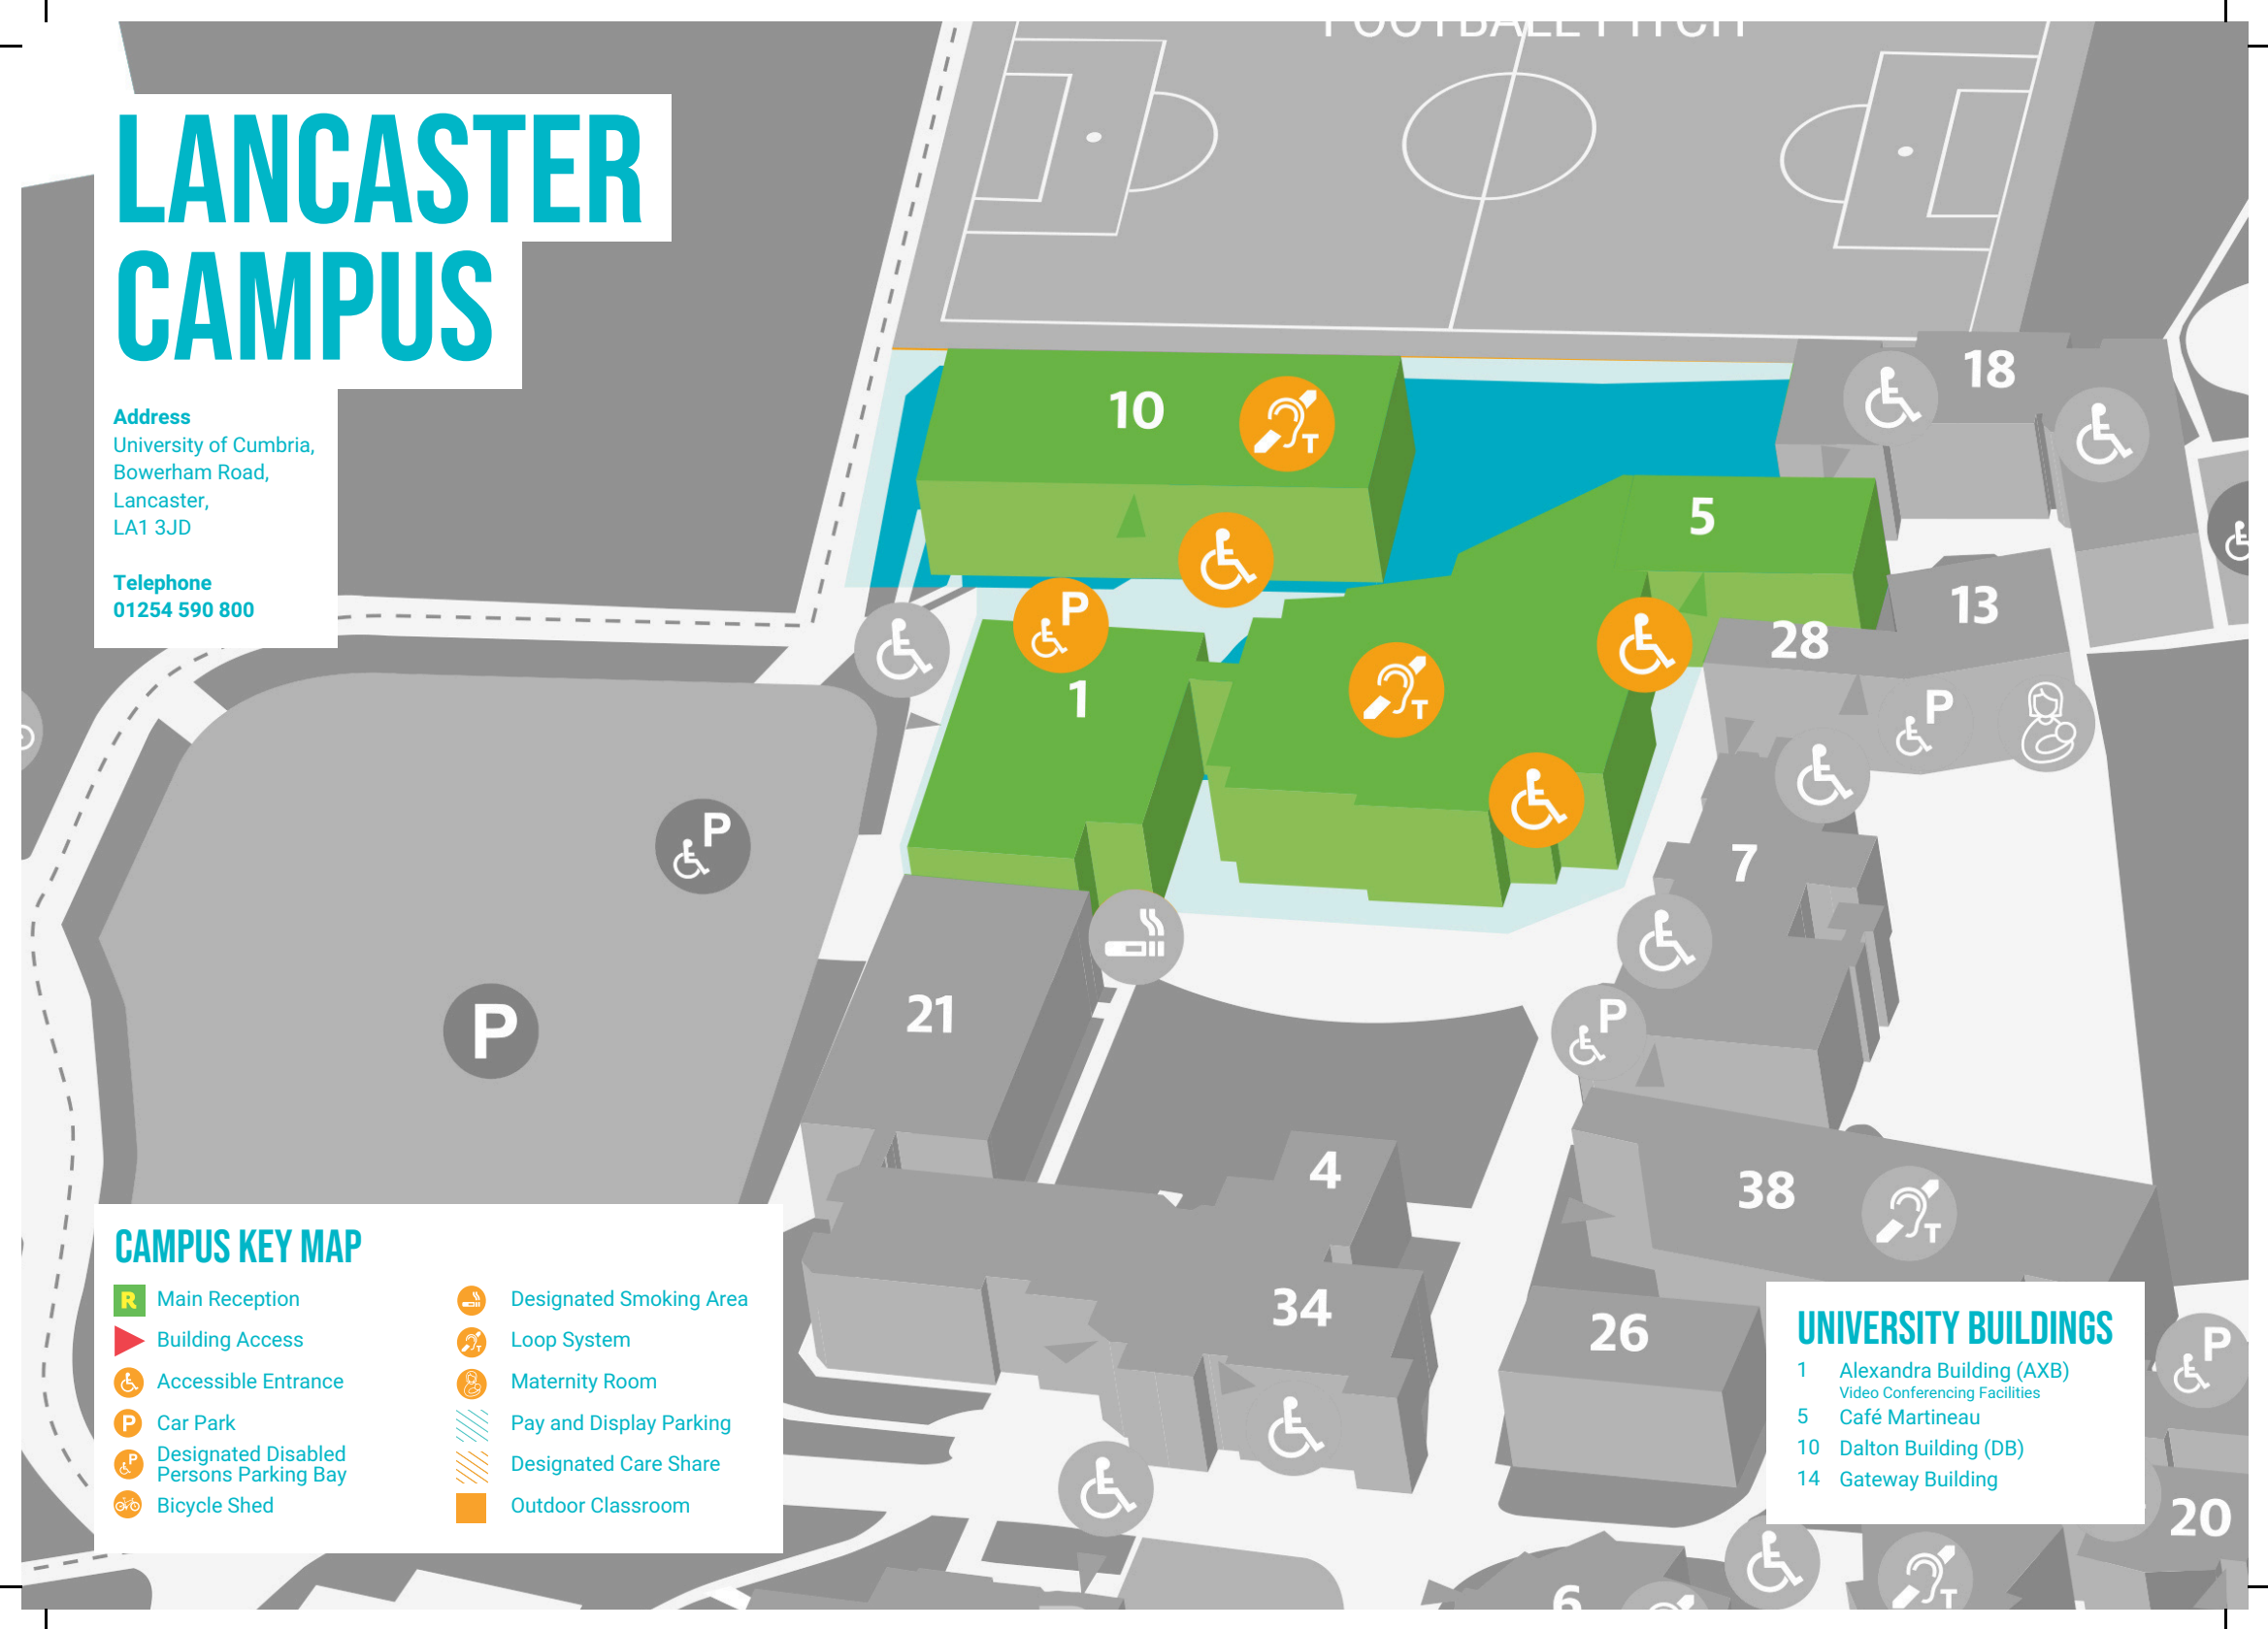 FOOTBALL PITCH
LANCASTER
CAMPUS
Address
University of Cumbria,
Bowerham Road,
Lancaster,
LA1 3JD
Telephone
01254 590 800
10
T
18
5
13
28
P
1
T
P
7
P
P
21
P
4
38
T
34
26
P
20
6
T
CAMPUS KEY MAP
R Main Reception
Building Access
Accessible Entrance
P Car Park
P Designated Disabled
Persons Parking Bay
Bicycle Shed
Designated Smoking Area
T Loop System
Maternity Room
Pay and Display Parking
Designated Care Share
Outdoor Classroom
UNIVERSITY BUILDINGS
1 Alexandra Building (AXB)
Video Conferencing Facilities
5 Café Martineau
10 Dalton Building (DB)
14 Gateway Building